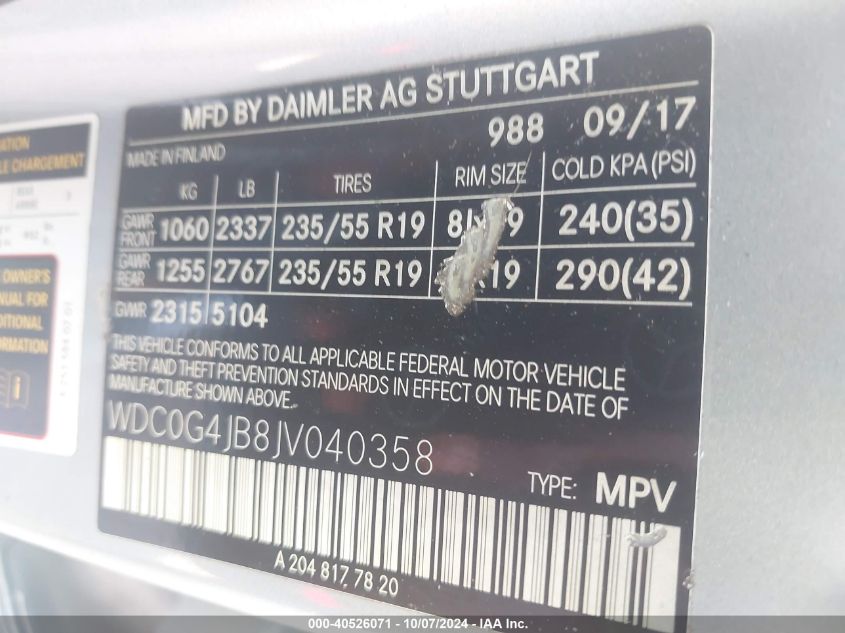 MFD BY DAIMLER AG STUTTGART
988 09/17
MADE IN FINLAND
KG LB TIRES RIM SIZE COLD KPA (PSI)
GAWR FRONT 1060 2337 235/55 R19 240(35)
GAWR REAR 1255 2767 235/55 R19 290(42)
GVWR 2315 5104
THIS VEHICLE CONFORMS TO ALL APPLICABLE FEDERAL MOTOR VEHICLE
SAFETY AND THEFT PREVENTION STANDARDS IN EFFECT ON THE DATE OF
MANUFACTURE SHOWN ABOVE.
WDC0G4JB8JV040358
TYPE: MPV
A 204 817 78 20
CHARGEMENT
OWNER'S
FOR
000-40526071 - 10/07/2024 - IAA Inc.